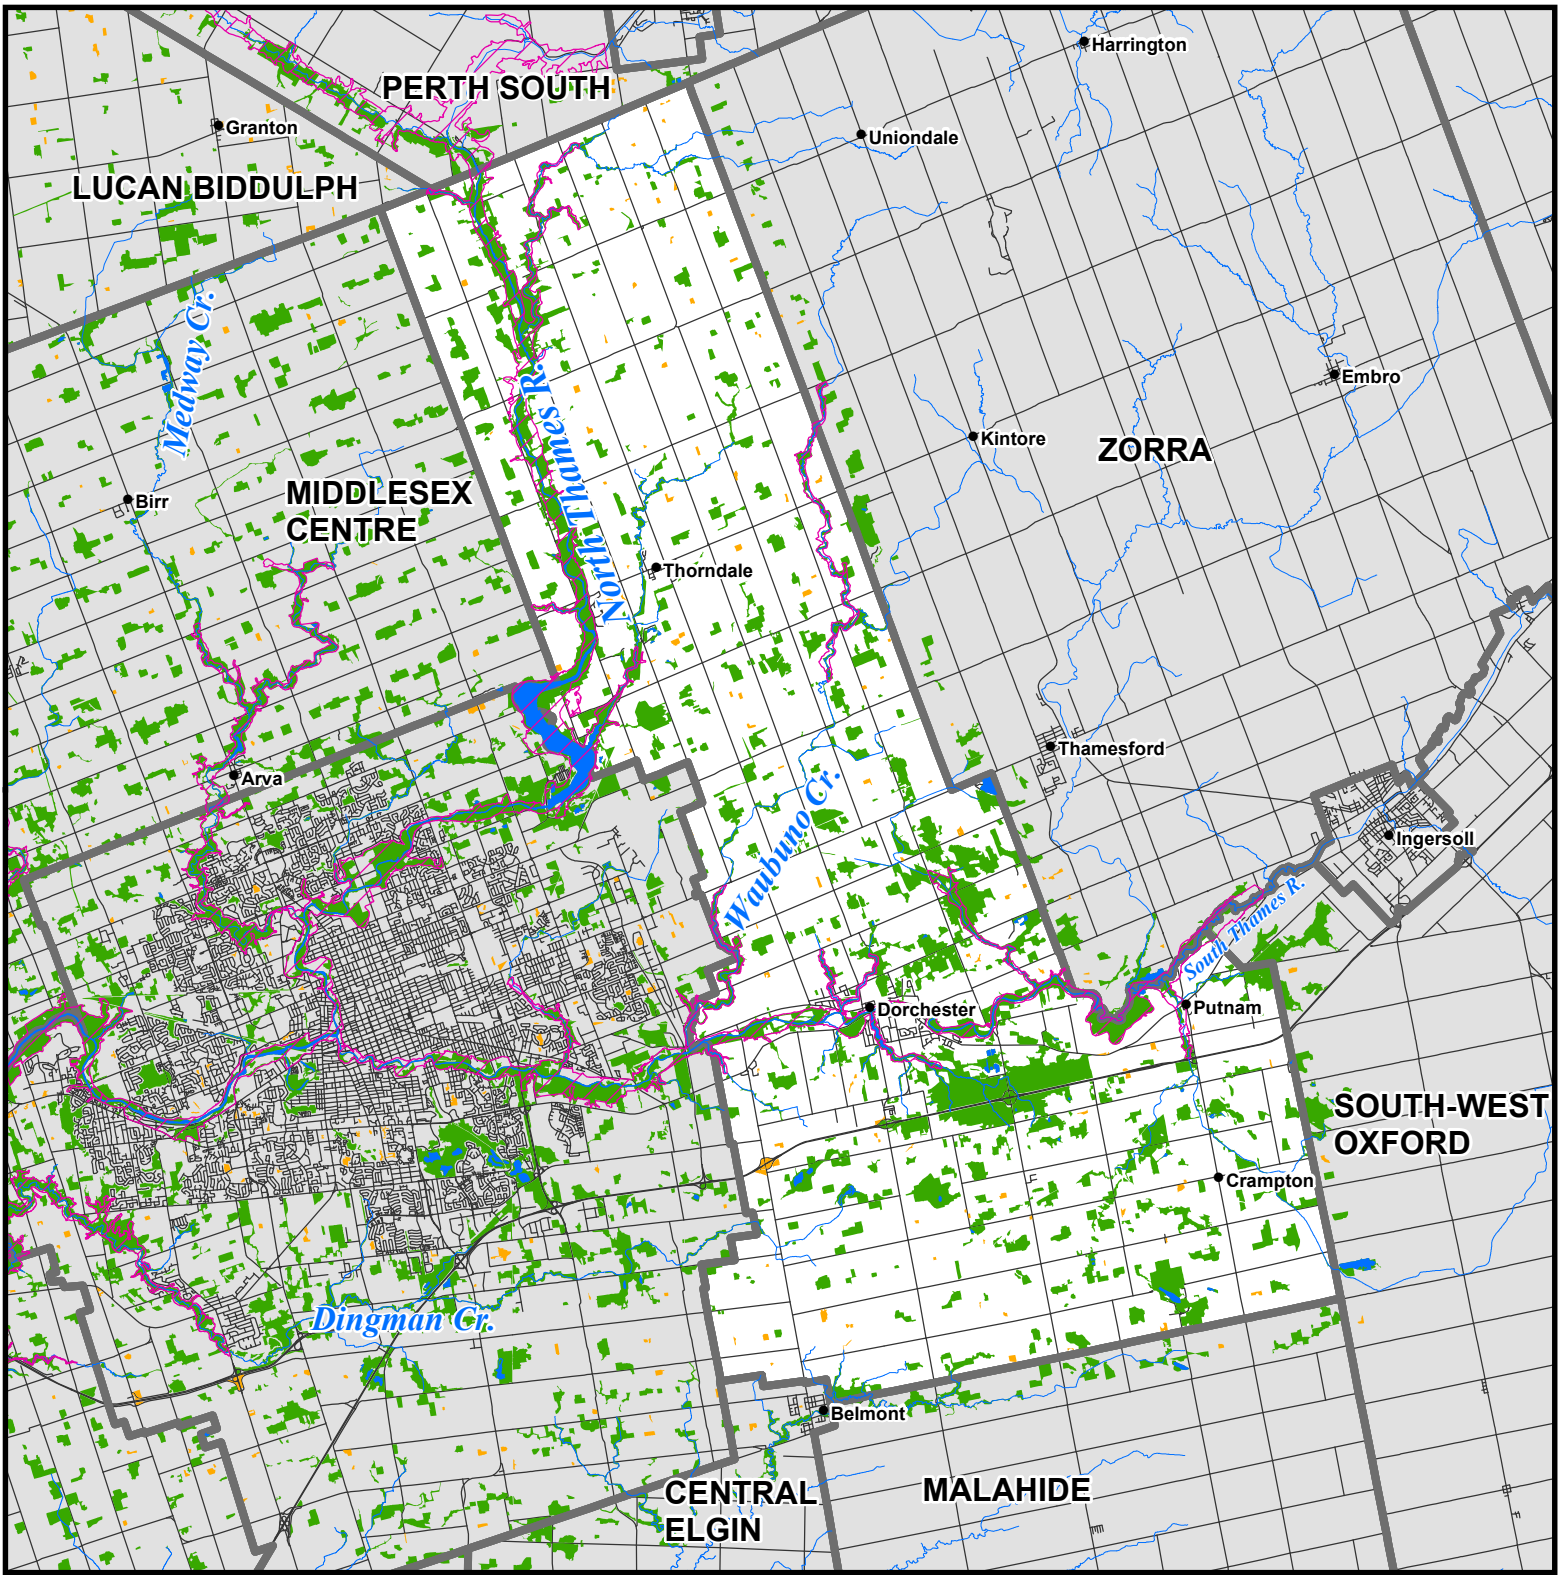 Harrington
PERTH SOUTH
Granton
Uniondale
LUCAN BIDDULPH
Medway Cr.
North Thames R.
Embro
Kintore
ZORRA
Birr
MIDDLESEX
CENTRE
Thorndale
Thamesford
Arva
Waubuno Cr.
Ingersoll
South Thames R.
Dorchester
Putnam
SOUTH-WEST
OXFORD
Crampton
Dingman Cr.
Belmont
CENTRAL
ELGIN
MALAHIDE